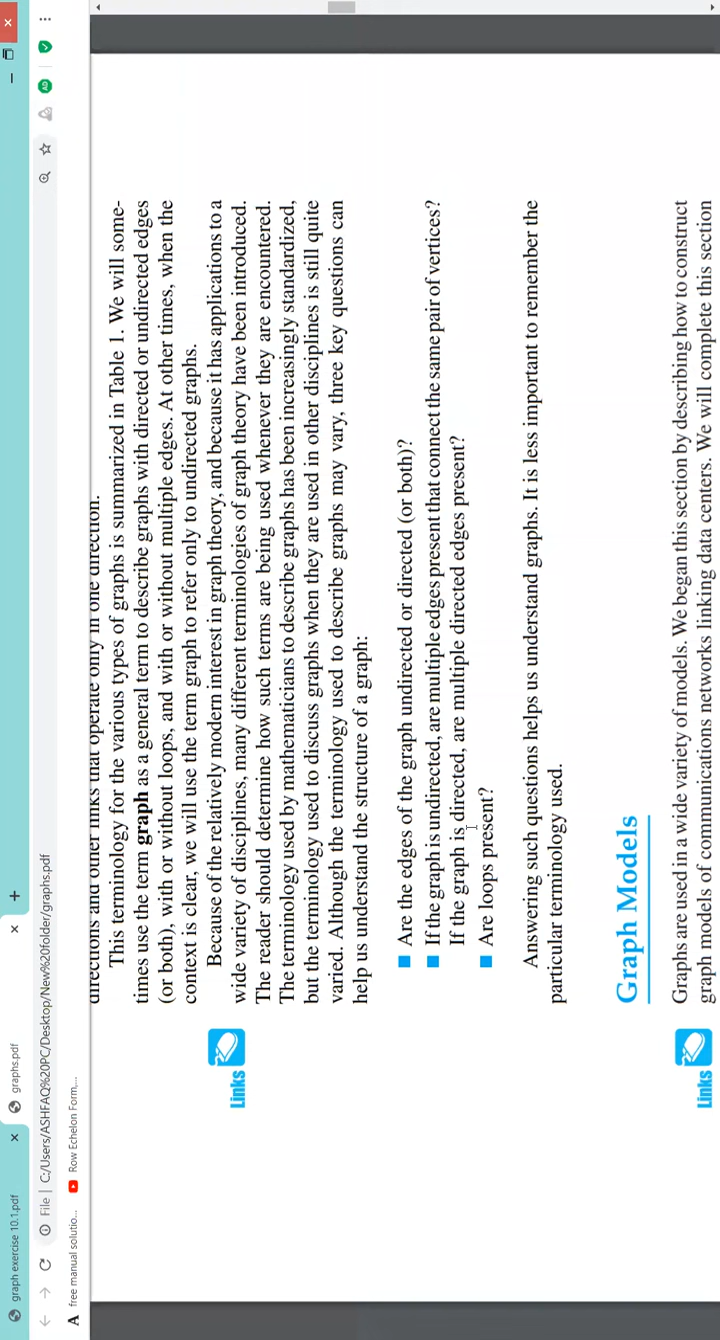 graph exercise 10.1.pdf
graphs.pdf
File | C:/Users/ASHFAQ%20PC/Desktop/New%20folder/graphs.pdf
free manual solutio...
Row Echelon Form,...
directions and other links that operate only in one direction.
This terminology for the various types of graphs is summarized in Table 1. We will some-
times use the term graph as a general term to describe graphs with directed or undirected edges
(or both), with or without loops, and with or without multiple edges. At other times, when the
context is clear, we will use the term graph to refer only to undirected graphs.
Links
Because of the relatively modern interest in graph theory, and because it has applications to a
wide variety of disciplines, many different terminologies of graph theory have been introduced.
The reader should determine how such terms are being used whenever they are encountered.
The terminology used by mathematicians to describe graphs has been increasingly standardized,
but the terminology used to discuss graphs when they are used in other disciplines is still quite
varied. Although the terminology used to describe graphs may vary, three key questions can
help us understand the structure of a graph:
Are the edges of the graph undirected or directed (or both)?
If the graph is undirected, are multiple edges present that connect the same pair of vertices?
If the graph is directed, are multiple directed edges present?
Are loops present?
Answering such questions helps us understand graphs. It is less important to remember the
particular terminology used.
Graph Models
Links
Graphs are used in a wide variety of models. We began this section by describing how to construct
graph models of communications networks linking data centers. We will complete this section